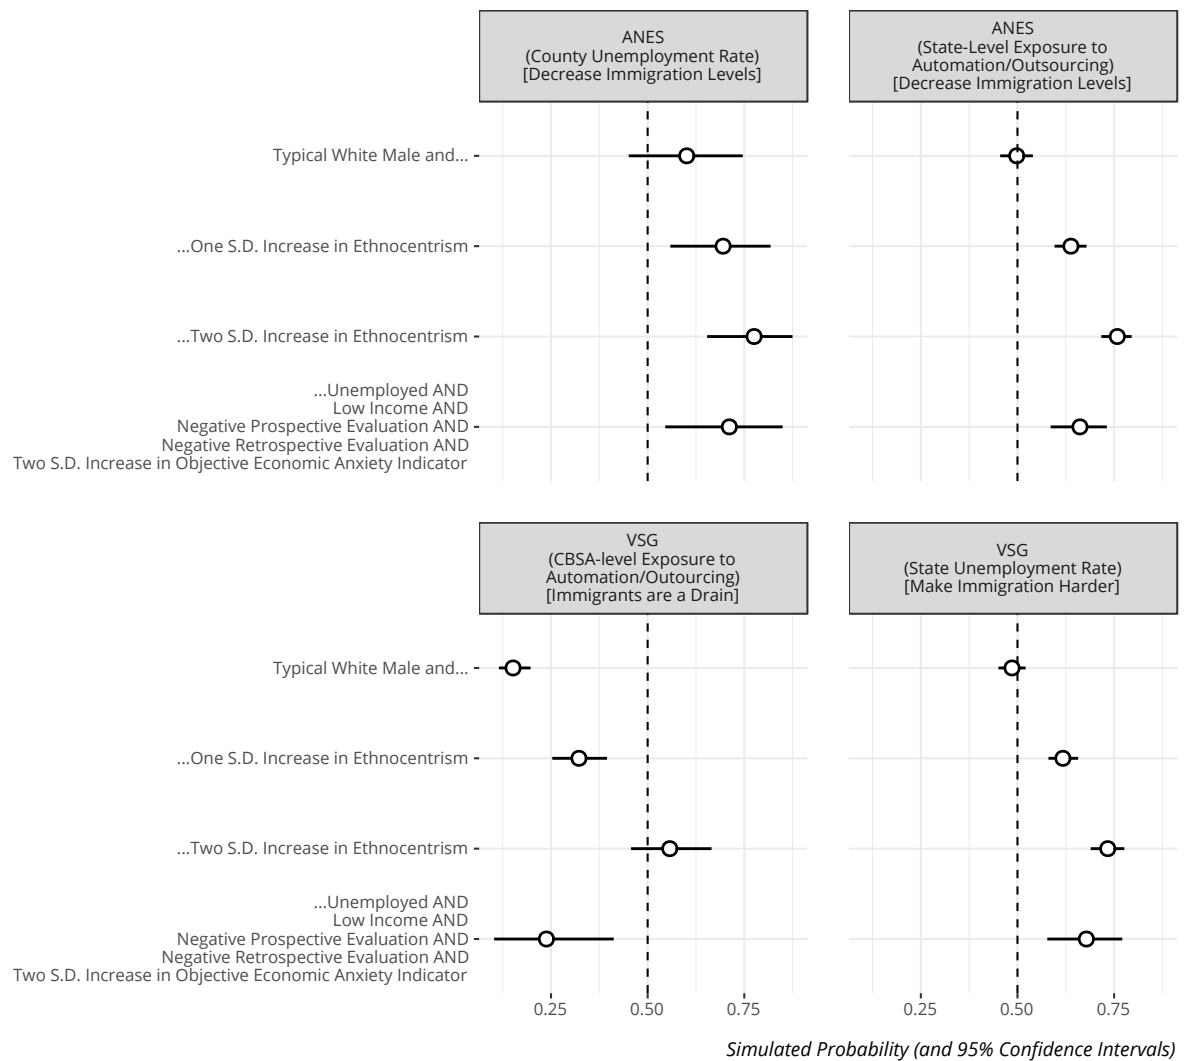 ANES
(County Unemployment Rate)
[Decrease Immigration Levels]
ANES
(State-Level Exposure to
Automation/Outsourcing)
[Decrease Immigration Levels]
Typical White Male and...
...One S.D. Increase in Ethnocentrism
...Two S.D. Increase in Ethnocentrism
...Unemployed AND
Low Income AND
Negative Prospective Evaluation AND
Negative Retrospective Evaluation AND
Two S.D. Increase in Objective Economic Anxiety Indicator
VSG
(CBSA-level Exposure to
Automation/Outourcing)
[Immigrants are a Drain]
VSG
(State Unemployment Rate)
[Make Immigration Harder]
Typical White Male and...
...One S.D. Increase in Ethnocentrism
...Two S.D. Increase in Ethnocentrism
...Unemployed AND
Low Income AND
Negative Prospective Evaluation AND
Negative Retrospective Evaluation AND
Two S.D. Increase in Objective Economic Anxiety Indicator
0.25 0.50 0.75 0.25 0.50 0.75
Simulated Probability (and 95% Confidence Intervals)